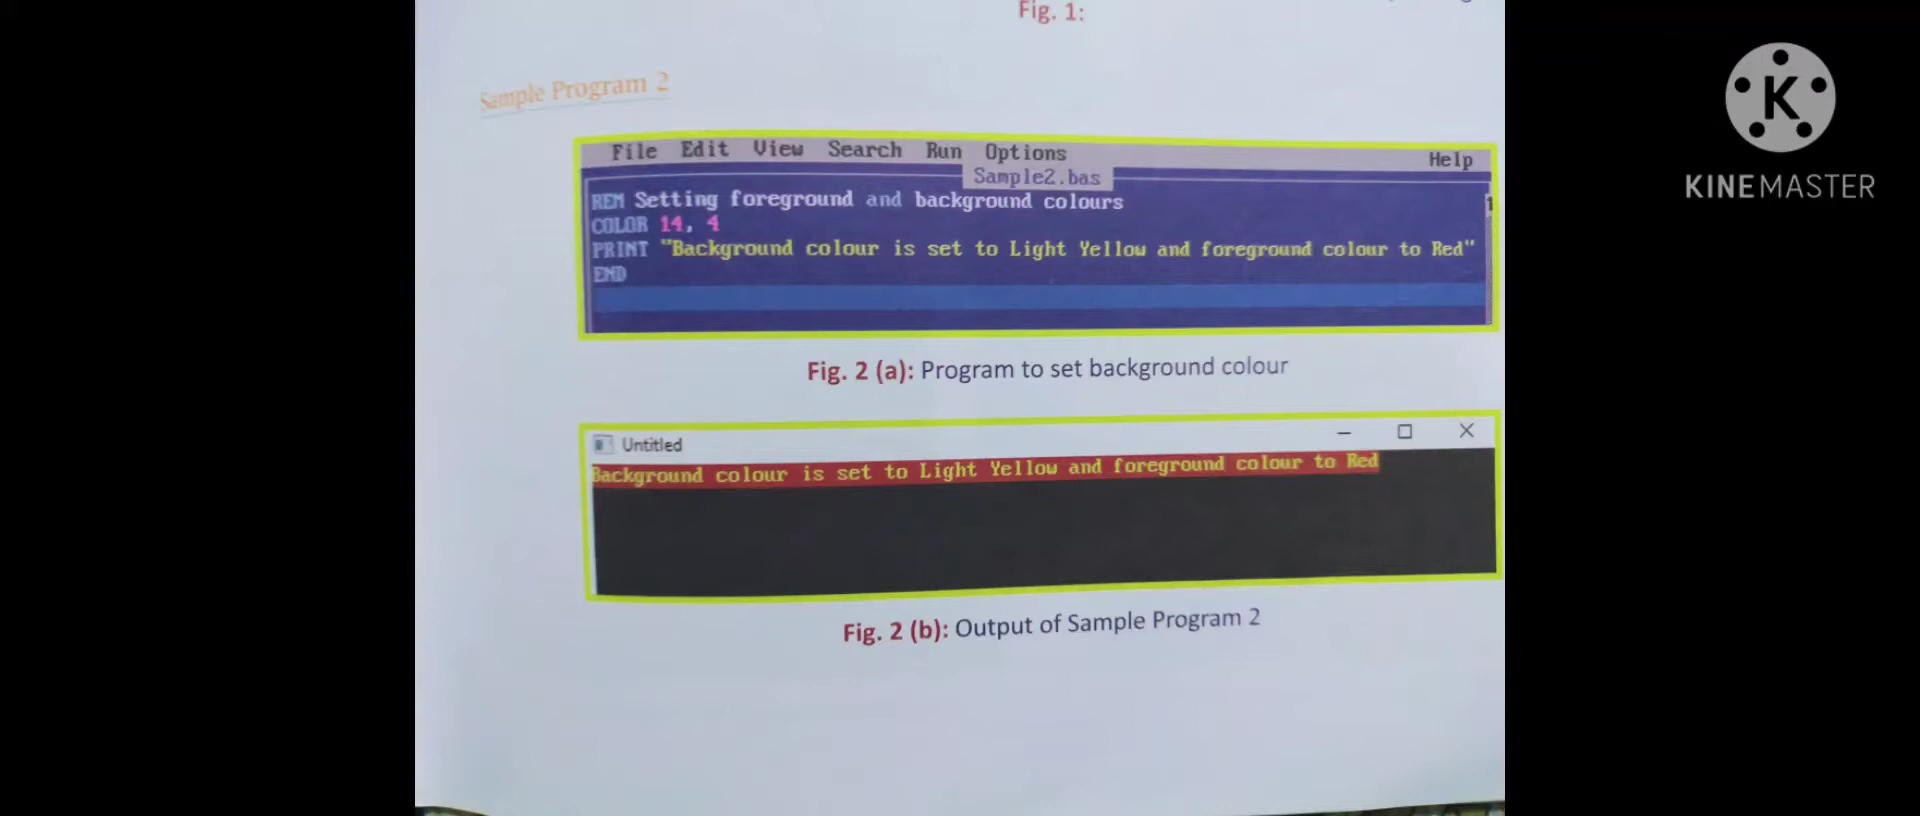 Fig. 1:
Sample Program 2
File Edit View Search Run Options Help
Sample2.bas
REM Setting foreground and background colours
COLOR 14, 4
PRINT "Background colour is set to Light Yellow and foreground colour to Red"
END
Fig. 2 (a): Program to set background colour
Untitled
Background colour is set to Light Yellow and foreground colour to Red
Fig. 2 (b): Output of Sample Program 2
K
KINEMASTER